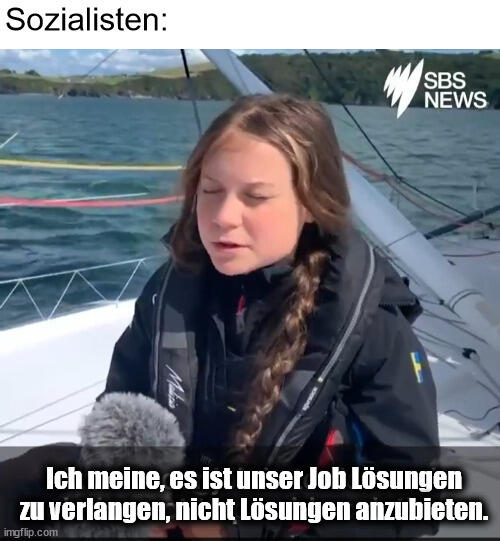 Sozialisten:
SBS
NEWS
Ich meine, es ist unser Job Lösungen
zu verlangen, nicht Lösungen anzubieten.
imgflip.com